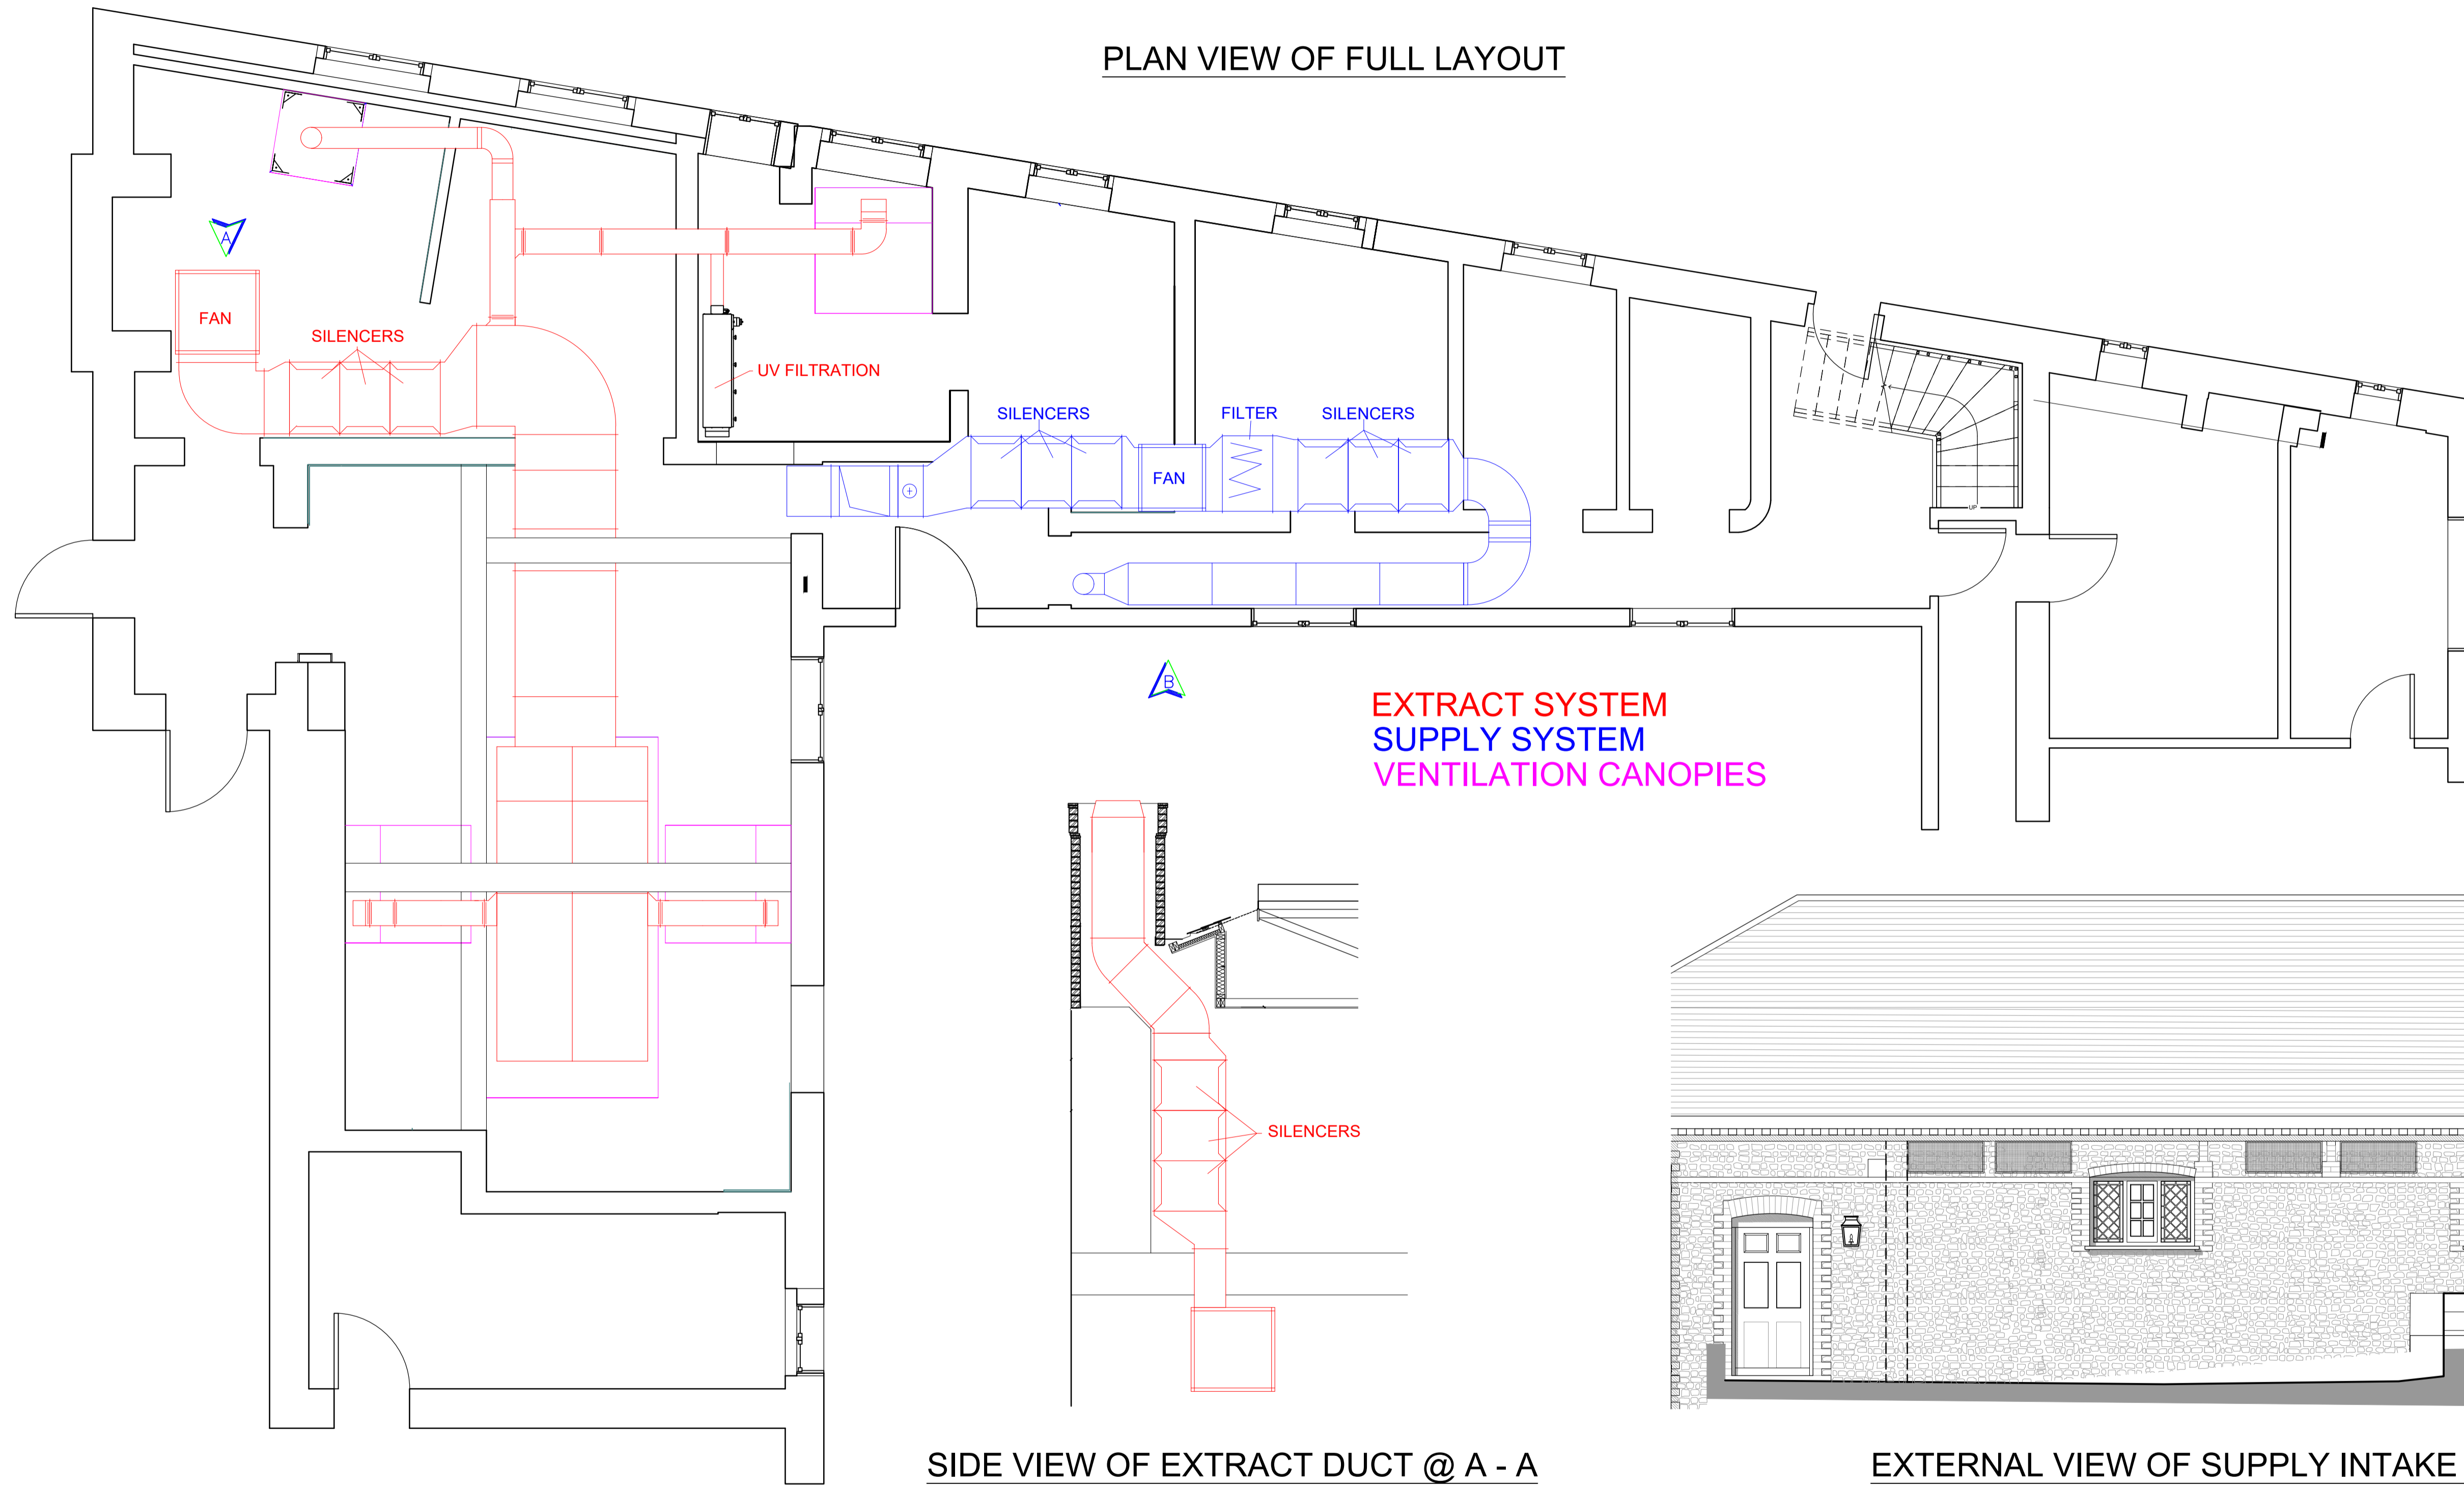 PLAN VIEW OF FULL LAYOUT
A
FAN
SILENCERS
UV FILTRATION
SILENCERS
FILTER
SILENCERS
FAN
UP
B
EXTRACT SYSTEM
SUPPLY SYSTEM
VENTILATION CANOPIES
SILENCERS
SIDE VIEW OF EXTRACT DUCT @ A - A
EXTERNAL VIEW OF SUPPLY INTAKE